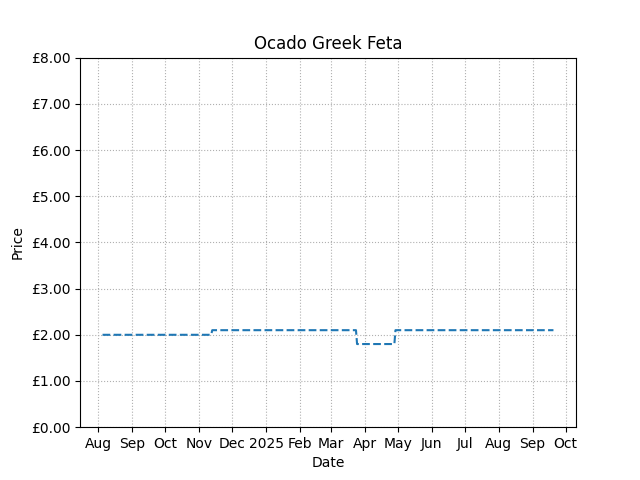 Ocado Greek Feta
£8.00
£7.00
£6.00
£5.00
£4.00
£3.00
£2.00
£1.00
£0.00
Price
Aug Sep Oct Nov Dec 2025 Feb Mar Apr May Jun Jul Aug Sep Oct
Date